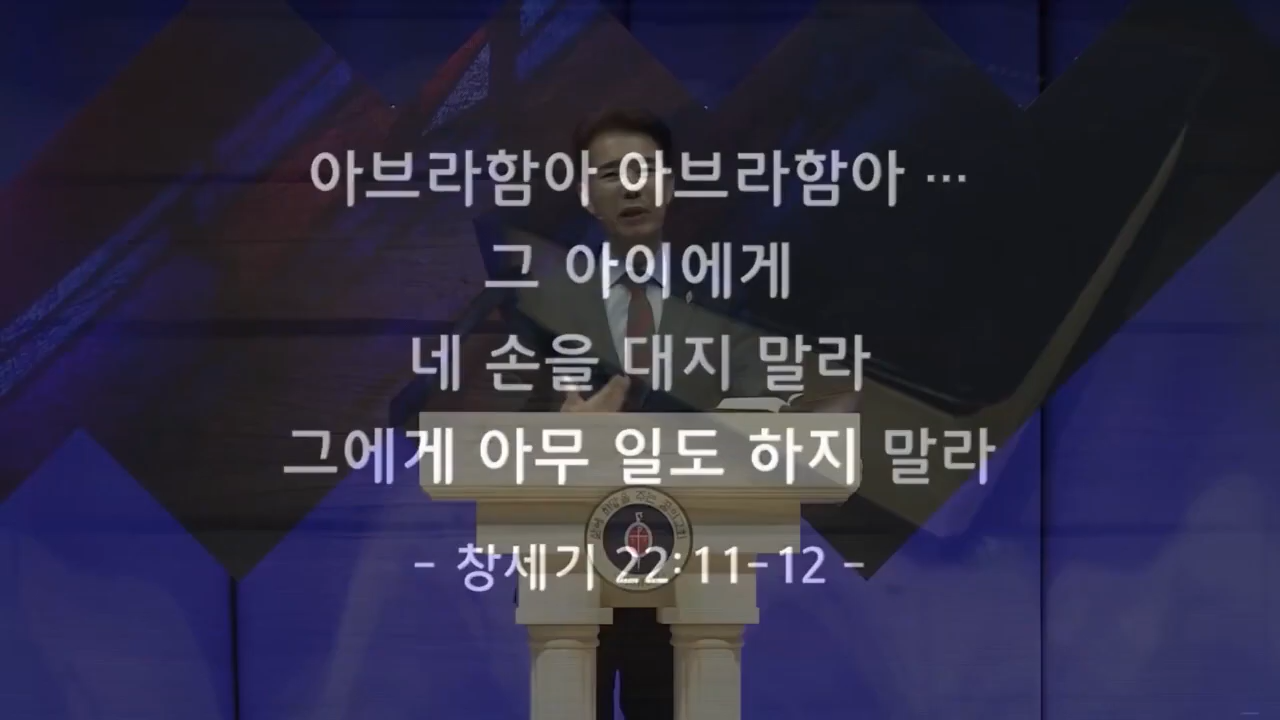 아브라함아 아브라함아 …
그 아이에게
네 손을 대지 말라
그에게 아무 일도 하지 말라
- 창세기 22:11-12 -